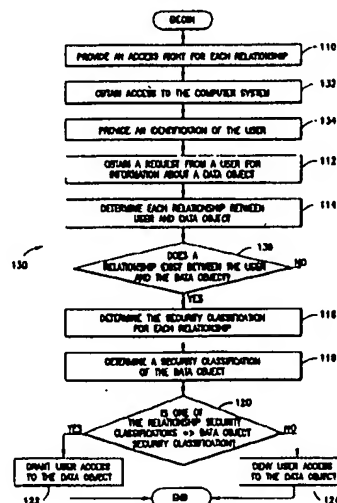 BEGIN
PROVIDE AN ACCESS RIGHT FOR EACH RELATIONSHIP
110
OBTAIN ACCESS TO THE COMPUTER SYSTEM
132
PROVIDE AN IDENTIFICATION OF THE USER
134
OBTAIN A REQUEST FROM A USER FOR
INFORMATION ABOUT A DATA OBJECT
112
DETERMINE EACH RELATIONSHIP BETWEEN
USER AND DATA OBJECT
114
130
DOES A
RELATIONSHIP EXIST BETWEEN THE USER
AND THE DATA OBJECT?
NO
YES
DETERMINE THE SECURITY CLASSIFICATION
FOR EACH RELATIONSHIP
116
DETERMINE A SECURITY CLASSIFICATION
OF THE DATA OBJECT
118
120
IS ONE OF
THE RELATIONSHIP SECURITY
CLASSIFICATIONS => DATA OBJECT
SECURITY CLASSIFICATION?
YES
NO
GRANT USER ACCESS
TO THE DATA OBJECT
DENY USER ACCESS
TO THE DATA OBJECT
122
END